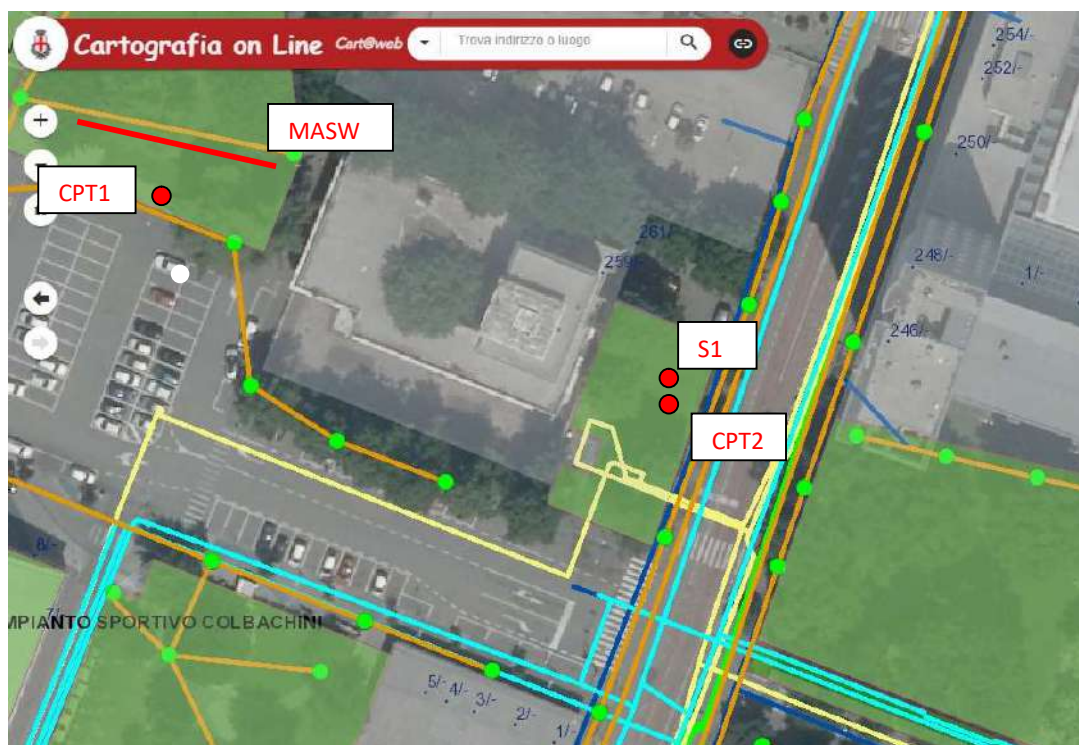 Cartografia on Line Cart@web
Trova indirizzo o luogo
MASW
CPT1
S1
CPT2
254/-
252/-
250/-
261/-
259/-
248/-
1/-
246/-
8/-
7/-
MPIANTO SPORTIVO COLBACHINI
5/-
4/-
3/-
2/-
1/-